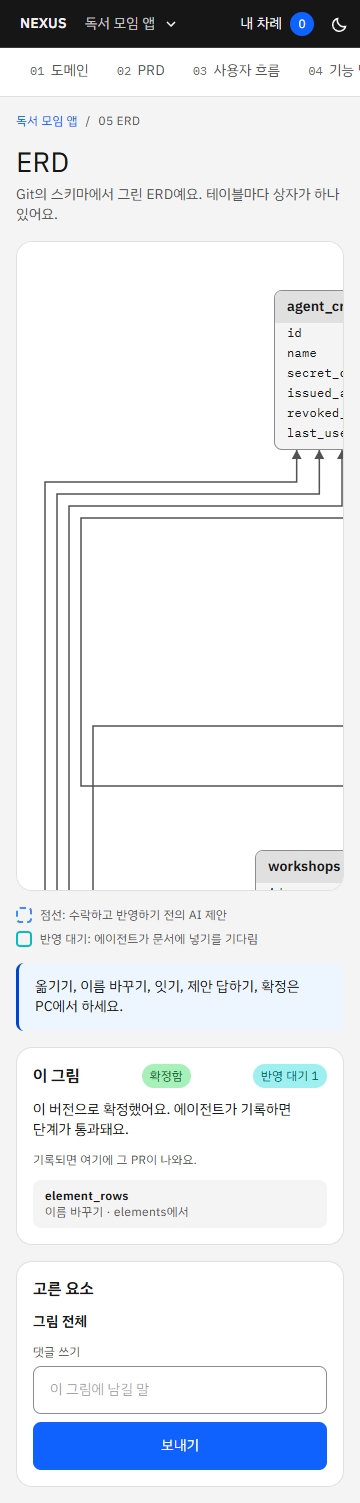 NEXUS 독서 모임 앱 내 차례 0
01 도메인 02 PRD 03 사용자 흐름 04 기능
독서 모임 앱 / 05 ERD
ERD
Git의 스키마에서 그린 ERD예요. 테이블마다 상자가 하나
있어요.
agent_cr
id
name
secret_
issued_a
revoked_
last_use
workshops
점선: 수락하고 반영하기 전의 AI 제안
반영 대기: 에이전트가 문서에 넣기를 기다림
옮기기, 이름 바꾸기, 잇기, 제안 답하기, 확정은
PC에서 하세요.
이 그림 확정함 반영 대기 1
이 버전으로 확정했어요. 에이전트가 기록하면
단계가 통과돼요.
기록되면 여기에 그 PR이 나와요.
element_rows
이름 바꾸기 · elements에서
고른 요소
그림 전체
댓글 쓰기
이 그림에 남길 말
보내기